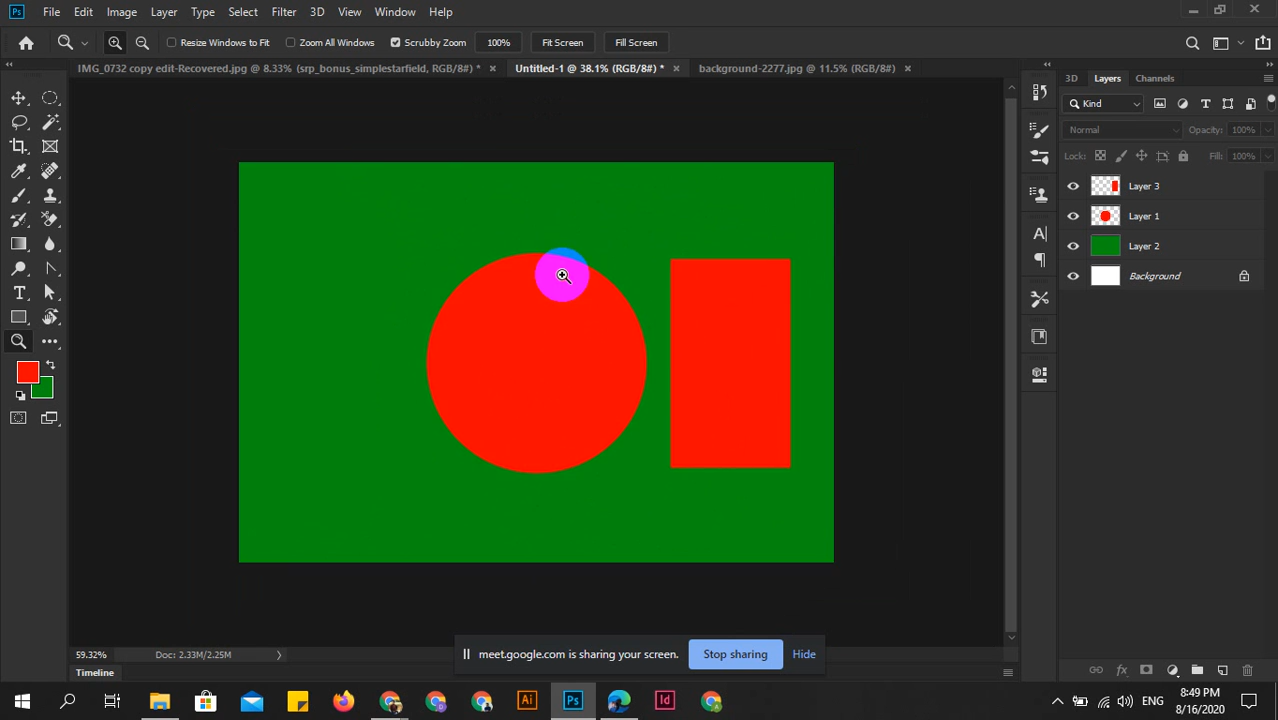 Ps File Edit Image Layer Type Select Filter 3D View Window Help
Resize Windows to Fit Zoom All Windows Scrubby Zoom 100% Fit Screen Fill Screen
IMG_0732 copy edit-Recovered.jpg @ 8.33% (srp_bonus_simplestarfield, RGB/8#) * Untitled-1 @ 38.1% (RGB/8#) * background-2277.jpg @ 11.5% (RGB/8#)
3D Layers Channels
Kind
Normal Opacity: 100%
Lock: Fill: 100%
Layer 3
Layer 1
Layer 2
Background
59.32% Doc: 2.33M/2.25M
meet.google.com is sharing your screen. Stop sharing Hide
Timeline
Ai Ps Id
ENG
8:49 PM
8/16/2020